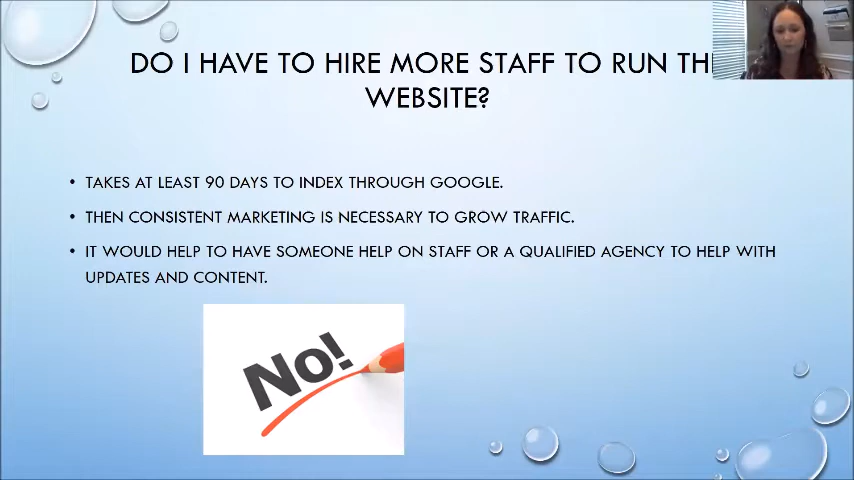 DO I HAVE TO HIRE MORE STAFF TO RUN TH
WEBSITE?
• TAKES AT LEAST 90 DAYS TO INDEX THROUGH GOOGLE.
• THEN CONSISTENT MARKETING IS NECESSARY TO GROW TRAFFIC.
• IT WOULD HELP TO HAVE SOMEONE HELP ON STAFF OR A QUALIFIED AGENCY TO HELP WITH
UPDATES AND CONTENT.
No!